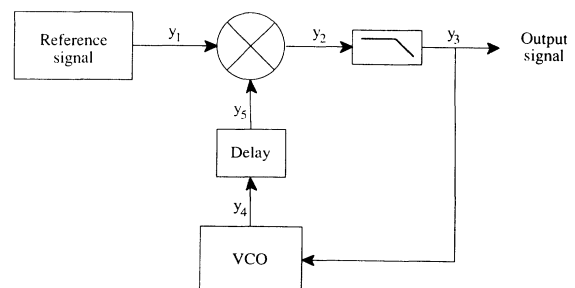 Reference
signal
y1
y2
y3
Output
signal
y5
Delay
y4
VCO